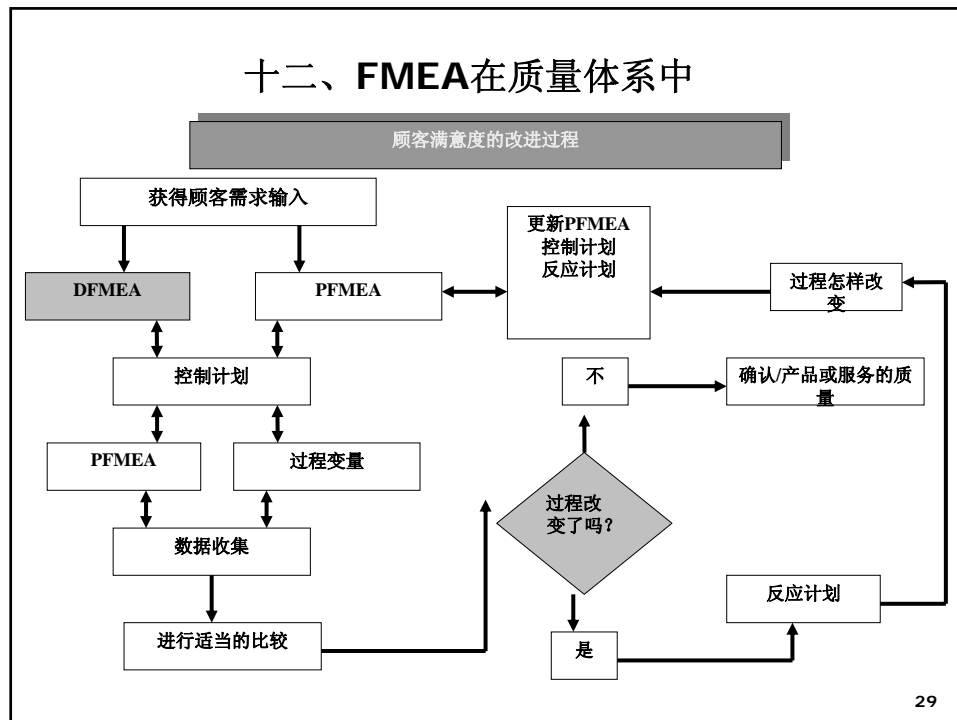 十二、FMEA在质量体系中
顾客满意度的改进过程
获得顾客需求输入
更新PFMEA
控制计划
反应计划
DFMEA
PFMEA
过程怎样改
变
控制计划
不
确认/产品或服务的质
量
PFMEA
过程变量
过程改
变了吗?
数据收集
反应计划
进行适当的比较
是
29